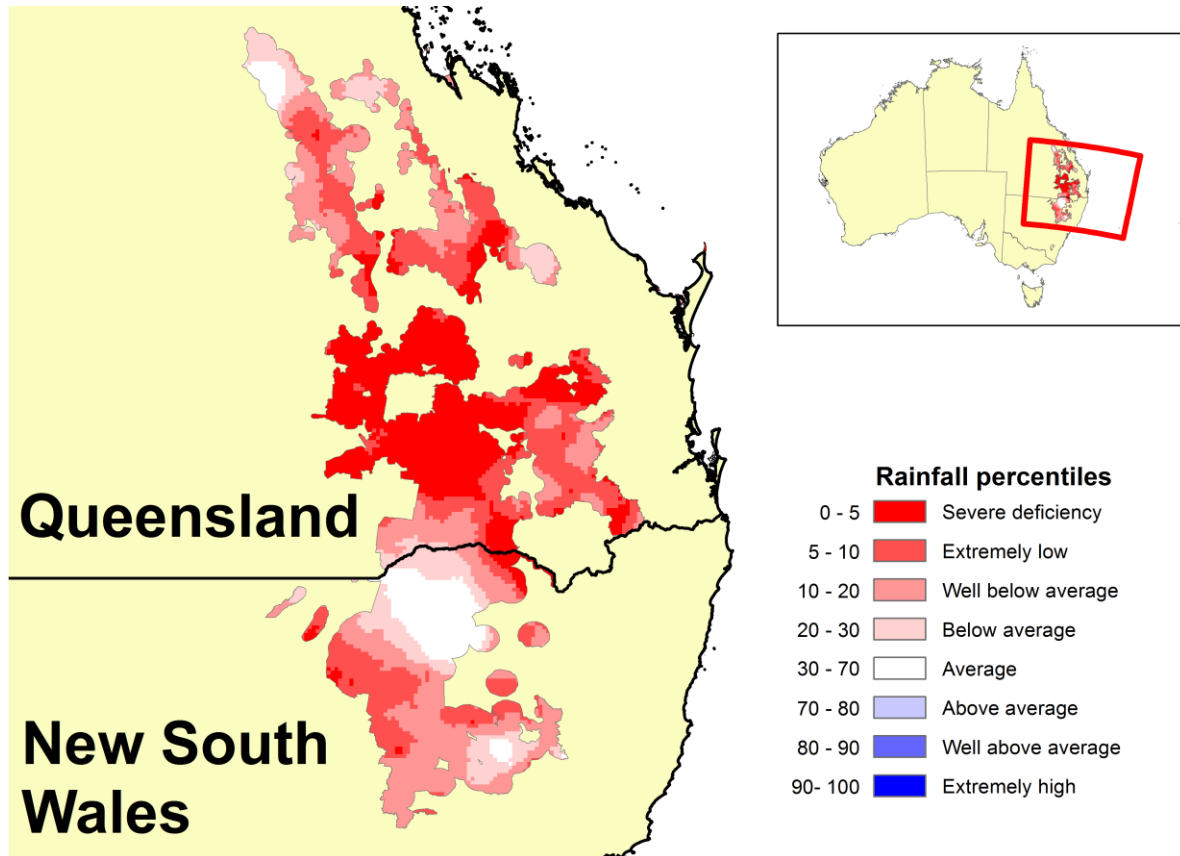 Queensland
New South
Wales
Rainfall percentiles
0 - 5 Severe deficiency
5 - 10 Extremely low
10 - 20 Well below average
20 - 30 Below average
30 - 70 Average
70 - 80 Above average
80 - 90 Well above average
90- 100 Extremely high